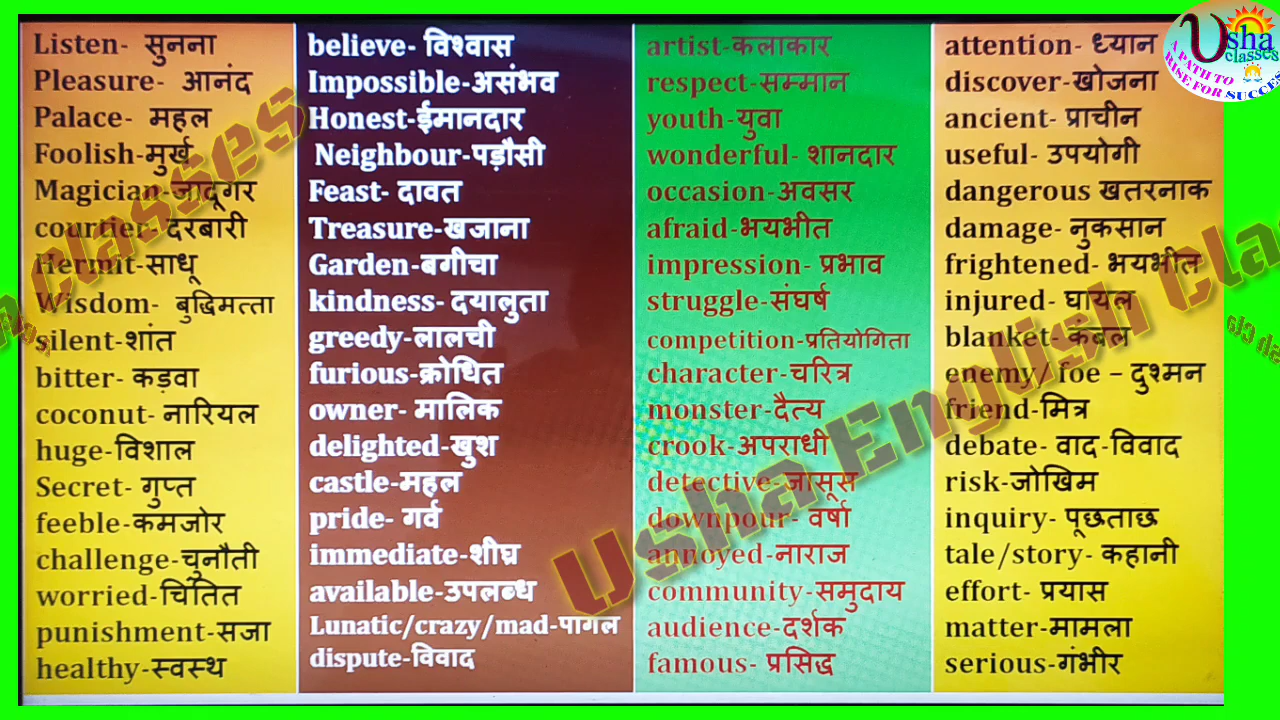 Listen- सुनना
Pleasure- आनंद
Palace- महल
Foolish-मुर्ख
Magician-जादूगर
courtier-दरबारी
Hermit-साधू
Wisdom- बुद्धिमत्ता
silent-शांत
bitter- कड़वा
coconut- नारियल
huge-विशाल
Secret- गुप्त
feeble-कमजोर
challenge-चुनौती
worried-चिंतित
punishment-सजा
healthy-स्वस्थ
believe- विश्वास
Impossible-असंभव
Honest-ईमानदार
Neighbour-पड़ौसी
Feast- दावत
Treasure-खजाना
Garden-बगीचा
kindness- दयालुता
greedy-लालची
furious-क्रोधित
owner- मालिक
delighted-खुश
castle-महल
pride- गर्व
immediate-शीघ्र
available-उपलब्ध
Lunatic/crazy/mad-पागल
dispute-विवाद
artist-कलाकार
respect-सम्मान
youth-युवा
wonderful- शानदार
occasion-अवसर
afraid-भयभीत
impression- प्रभाव
struggle-संघर्ष
competition-प्रतियोगिता
character-चरित्र
monster-दैत्य
crook-अपराधी
detective-जासूस
downpour- वर्षा
annoyed-नाराज
community-समुदाय
audience-दर्शक
famous- प्रसिद्ध
attention- ध्यान
discover-खोजना
ancient- प्राचीन
useful- उपयोगी
dangerous खतरनाक
damage- नुकसान
frightened- भयभीत
injured- घायल
blanket- कंबल
enemy/ foe – दुश्मन
friend-मित्र
debate- वाद-विवाद
risk-जोखिम
inquiry- पूछताछ
tale/story- कहानी
effort- प्रयास
matter-मामला
serious-गंभीर
Usha
classes
A PATH TO
RISE FOR SUCCE
Classes
Usha English Clas